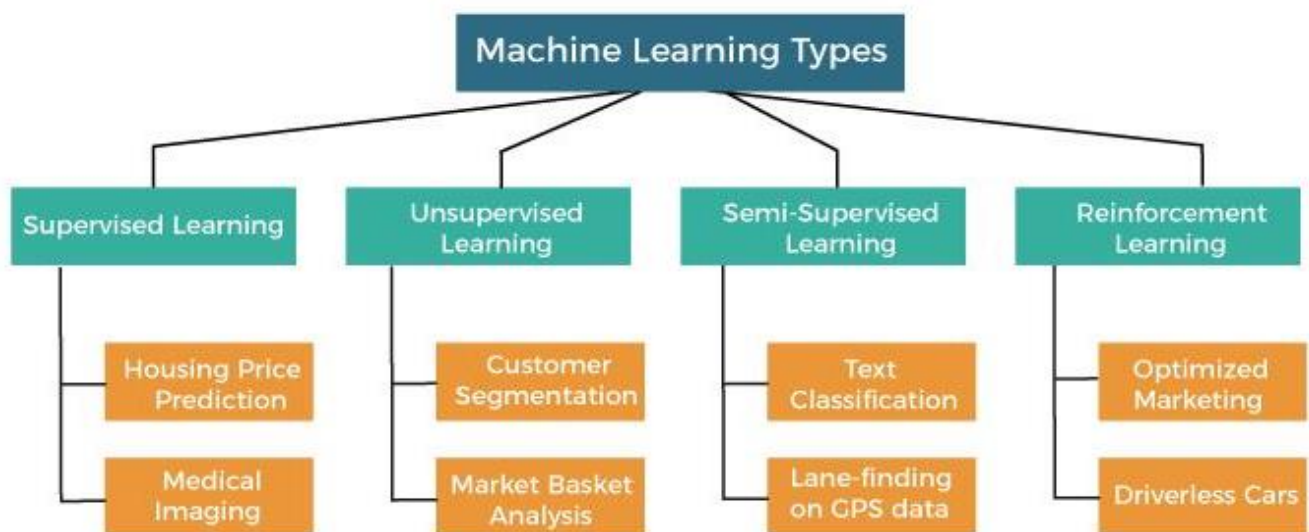 Machine Learning Types
Supervised Learning
Unsupervised
Learning
Semi-Supervised
Learning
Reinforcement
Learning
Housing Price
Prediction
Customer
Segmentation
Text
Classification
Optimized
Marketing
Medical
Imaging
Market Basket
Analysis
Lane-finding
on GPS data
Driverless Cars